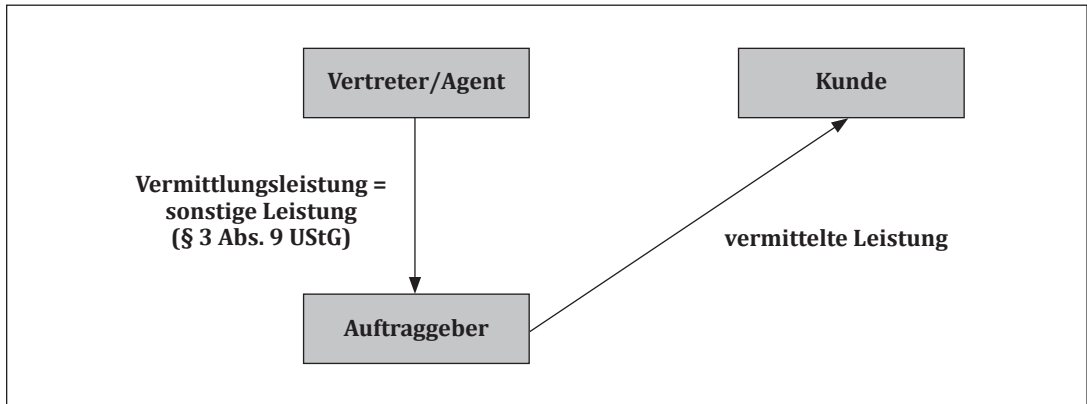 Vertreter/Agent
Kunde
Vermittlungsleistung =
sonstige Leistung
(§ 3 Abs. 9 UStG)
vermittelte Leistung
Auftraggeber